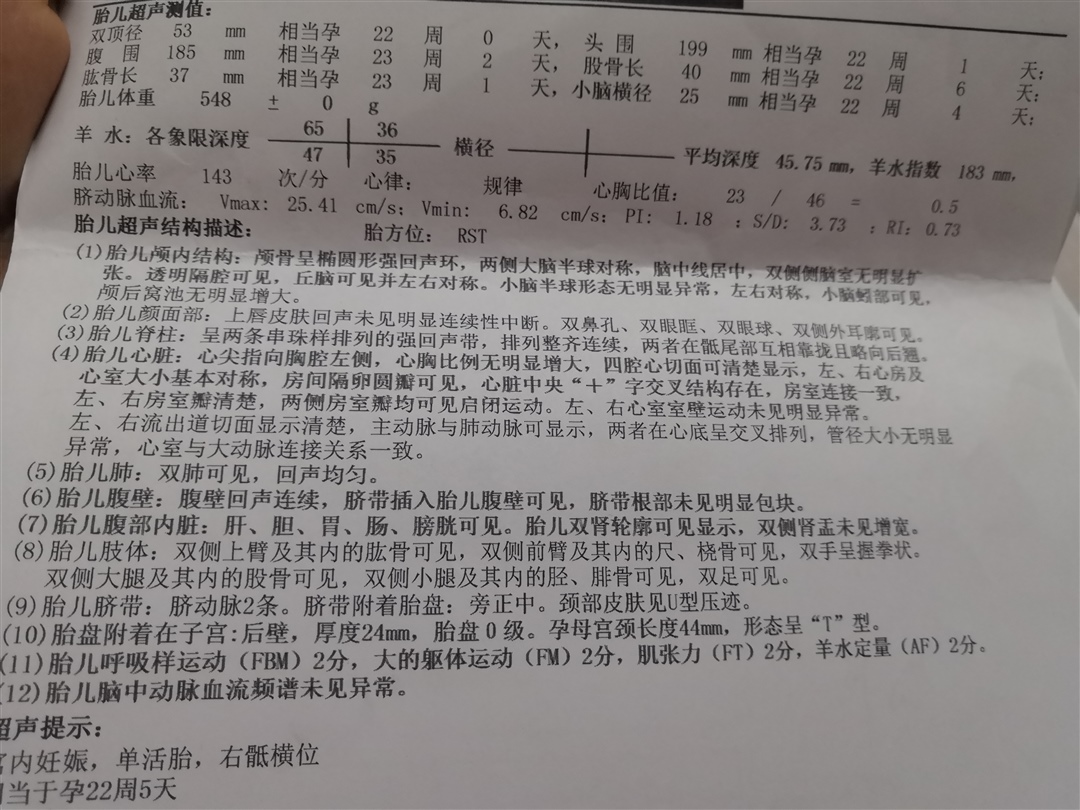 胎儿超声测值：
双顶径 53 mm 相当孕 22 周 0 天， 头 围 199 mm 相当孕 22 周 1 天；
腹 围 185 mm 相当孕 23 周 2 天， 股骨长 40 mm 相当孕 22 周 6 天；
肱骨长 37 mm 相当孕 23 周 1 天，小脑横径 25 mm 相当孕 22 周 4 天；
胎儿体重 548 ± 0 g
羊 水：各象限深度 65 36 47 35 横径 平均深度 45.75 mm，羊水指数 183 mm，
胎儿心率 143 次/分 心律： 规律 心胸比值： 23 / 46 = 0.5
脐动脉血流： Vmax: 25.41 cm/s；Vmin: 6.82 cm/s；PI: 1.18 ；S/D: 3.73 ；RI：0.73
胎儿超声结构描述： 胎方位： RST
(1)胎儿颅内结构：颅骨呈椭圆形强回声环，两侧大脑半球对称，脑中线居中，双侧侧脑室无明显扩
张。透明隔腔可见，丘脑可见并左右对称。小脑半球形态无明显异常，左右对称，小脑蚓部可见，
颅后窝池无明显增大。
(2)胎儿颜面部：上唇皮肤回声未见明显连续性中断。双鼻孔、双眼眶、双眼球、双侧外耳廓可见。
(3)胎儿脊柱：呈两条串珠样排列的强回声带，排列整齐连续，两者在骶尾部互相靠拢且略向后翘。
(4)胎儿心脏：心尖指向胸腔左侧，心胸比例无明显增大，四腔心切面可清楚显示，左、右心房及
心室大小基本对称，房间隔卵圆瓣可见，心脏中央“＋”字交叉结构存在，房室连接一致，
左、右房室瓣清楚，两侧房室瓣均可见启闭运动。左、右心室室壁运动未见明显异常。
左、右流出道切面显示清楚，主动脉与肺动脉可显示，两者在心底呈交叉排列，管径大小无明显
异常，心室与大动脉连接关系一致。
(5)胎儿肺：双肺可见，回声均匀。
(6)胎儿腹壁：腹壁回声连续，脐带插入胎儿腹壁可见，脐带根部未见明显包块。
(7)胎儿腹部内脏：肝、胆、胃、肠、膀胱可见。胎儿双肾轮廓可见显示，双侧肾盂未见增宽。
(8)胎儿肢体：双侧上臂及其内的肱骨可见，双侧前臂及其内的尺、桡骨可见，双手呈握拳状。
双侧大腿及其内的股骨可见，双侧小腿及其内的胫、腓骨可见，双足可见。
(9)胎儿脐带：脐动脉2条。脐带附着胎盘：旁正中。颈部皮肤见U型压迹。
(10)胎盘附着在子宫:后壁，厚度24mm，胎盘０级。孕母宫颈长度44mm，形态呈“T”型。
(11)胎儿呼吸样运动（FBM）2分，大的躯体运动（FM）2分，肌张力（FT）2分，羊水定量（AF）2分。
(12)胎儿脑中动脉血流频谱未见异常。
超声提示：
宫内妊娠，单活胎，右骶横位
相当于孕22周5天